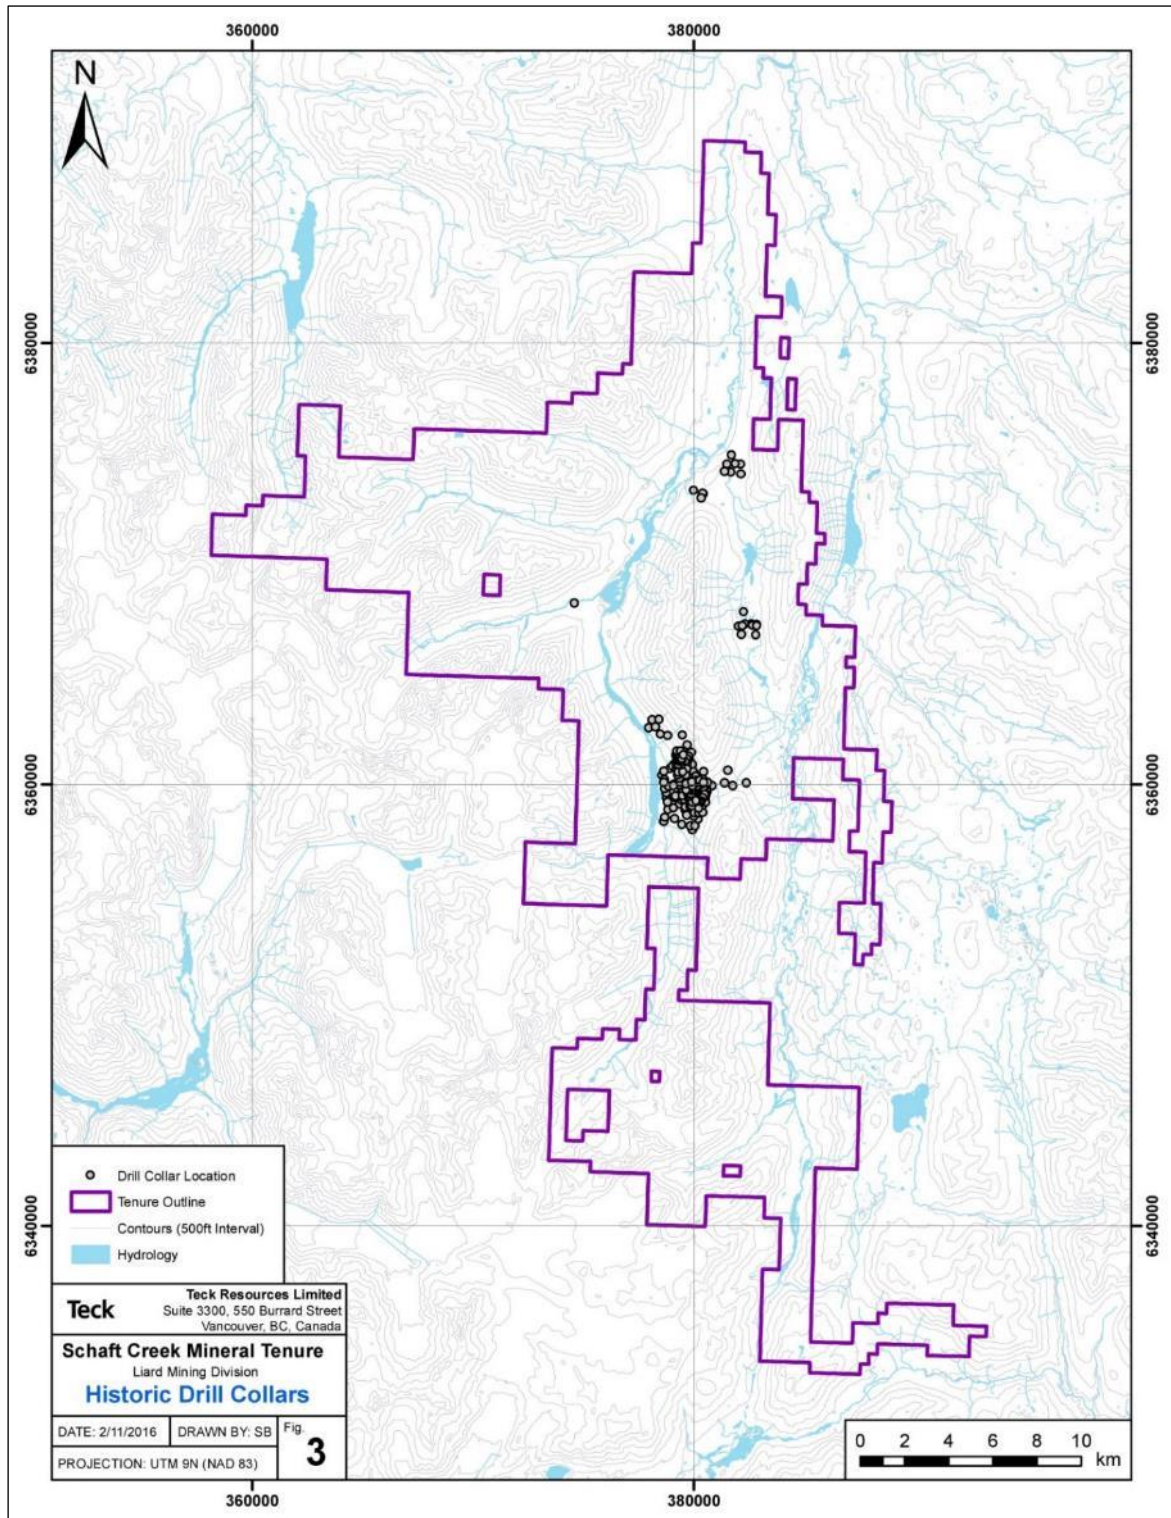 360000
380000
N
6380000
6380000
6360000
6360000
6340000
6340000
Drill Collar Location
Tenure Outline
Contours (500ft Interval)
Hydrology
Teck
Teck Resources Limited
Suite 3300, 550 Burrard Street
Vancouver, BC, Canada
Schaft Creek Mineral Tenure
Liard Mining Division
Historic Drill Collars
DATE: 2/11/2016
DRAWN BY: SB
Fig.
3
PROJECTION: UTM 9N (NAD 83)
0 2 4 6 8 10
km
360000
380000